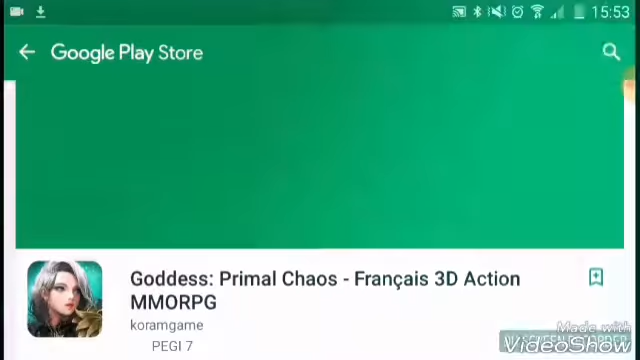 15:53
Google Play Store
Goddess: Primal Chaos - Français 3D Action
MMORPG
koramgame
PEGI 7
Made with
VideoShow